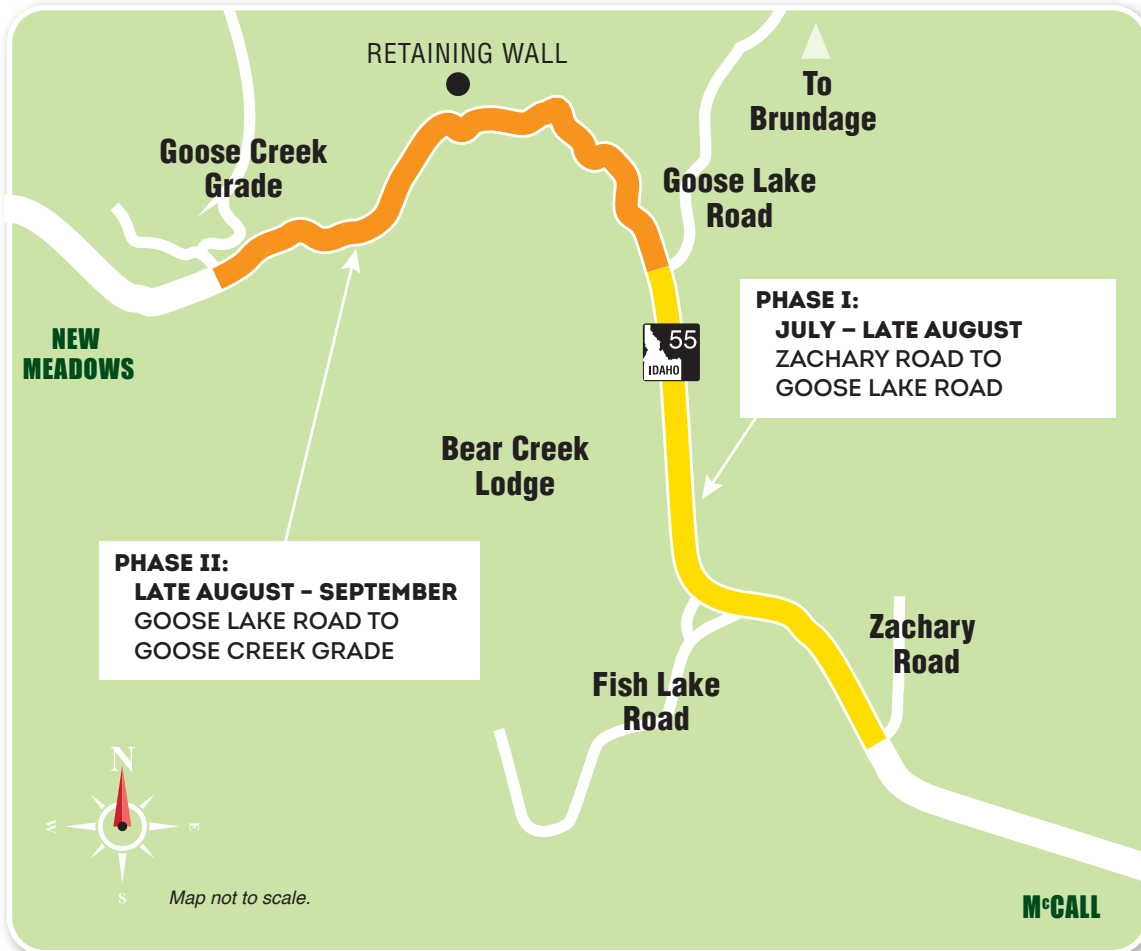 RETAINING WALL
To
Brundage
Goose Creek
Grade
Goose Lake
Road
PHASE I:
JULY – LATE AUGUST
ZACHARY ROAD TO
GOOSE LAKE ROAD
55
IDAHO
NEW
MEADOWS
Bear Creek
Lodge
PHASE II:
LATE AUGUST – SEPTEMBER
GOOSE LAKE ROAD TO
GOOSE CREEK GRADE
Zachary
Road
Fish Lake
Road
N
W
E
S
Map not to scale.
McCALL